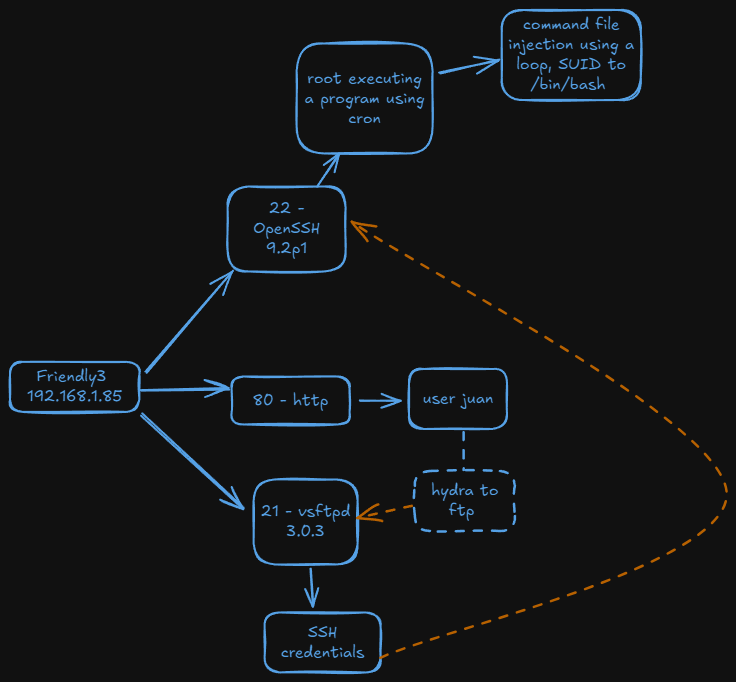 command file
injection using a
loop, SUID to
/bin/bash
root executing
a program using
cron
22 -
OpenSSH
9.2p1
Friendly3
192.168.1.85
80 - http
user juan
21 - vsftpd
3.0.3
hydra to
ftp
SSH
credentials